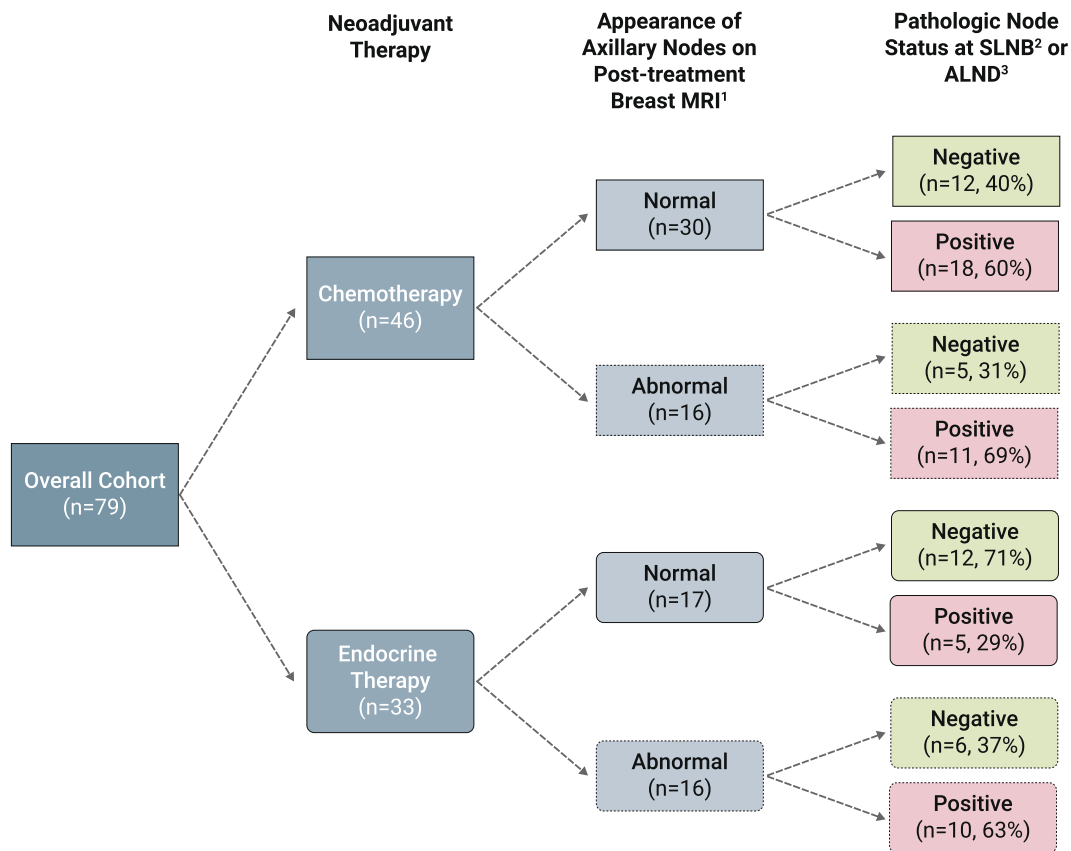 Neoadjuvant
Therapy
Appearance of
Axillary Nodes on
Post-treatment
Breast MRI¹
Pathologic Node
Status at SLNB² or
ALND³
Overall Cohort
(n=79)
Chemotherapy
(n=46)
Normal
(n=30)
Negative
(n=12, 40%)
Positive
(n=18, 60%)
Abnormal
(n=16)
Negative
(n=5, 31%)
Positive
(n=11, 69%)
Endocrine
Therapy
(n=33)
Normal
(n=17)
Negative
(n=12, 71%)
Positive
(n=5, 29%)
Abnormal
(n=16)
Negative
(n=6, 37%)
Positive
(n=10, 63%)